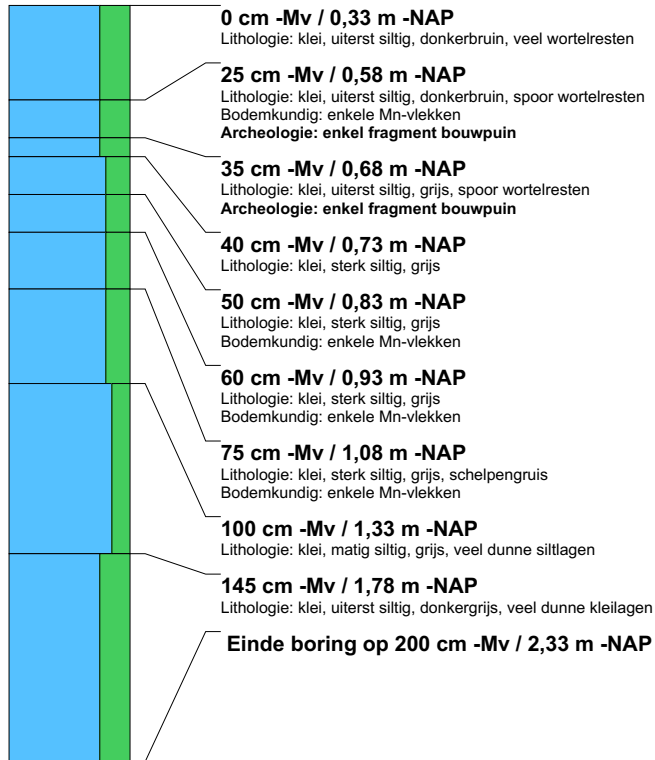 0 cm -Mv / 0,33 m -NAP
Lithologie: klei, uiterst siltig, donkerbruin, veel wortelresten
25 cm -Mv / 0,58 m -NAP
Lithologie: klei, uiterst siltig, donkerbruin, spoor wortelresten
Bodemkundig: enkele Mn-vlekken
Archeologie: enkel fragment bouwpuin
35 cm -Mv / 0,68 m -NAP
Lithologie: klei, uiterst siltig, grijs, spoor wortelresten
Archeologie: enkel fragment bouwpuin
40 cm -Mv / 0,73 m -NAP
Lithologie: klei, sterk siltig, grijs
50 cm -Mv / 0,83 m -NAP
Lithologie: klei, sterk siltig, grijs
Bodemkundig: enkele Mn-vlekken
60 cm -Mv / 0,93 m -NAP
Lithologie: klei, sterk siltig, grijs
Bodemkundig: enkele Mn-vlekken
75 cm -Mv / 1,08 m -NAP
Lithologie: klei, sterk siltig, grijs, schelpengruis
Bodemkundig: enkele Mn-vlekken
100 cm -Mv / 1,33 m -NAP
Lithologie: klei, matig siltig, grijs, veel dunne siltlagen
145 cm -Mv / 1,78 m -NAP
Lithologie: klei, uiterst siltig, donkergrijs, veel dunne kleilagen
Einde boring op 200 cm -Mv / 2,33 m -NAP